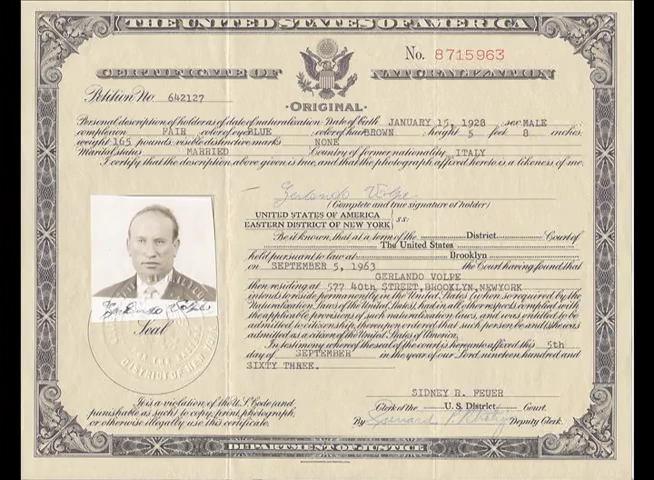 THE UNITED STATES OF AMERICA
No. 8715963
CERTIFICATE OF NATURALIZATION
Petition No. 642127
·ORIGINAL·
Personal description of holder as of date of naturalization Date of birth JANUARY 15, 1928 sex MALE
complexion FAIR color of eyes BLUE color of hair BROWN height 5 feet 8 inches
weight 165 pounds, visible distinctive marks NONE
Marital status MARRIED Country of former nationality ITALY
I certify that the description above given is true, and that the photograph affixed hereto is a likeness of me.
Gerlando Volpe
(Complete and true signature of holder)
UNITED STATES OF AMERICA
EASTERN DISTRICT OF NEW YORK
ss:
Be it known, that at a term of the District Court of
The United States
held pursuant to law at Brooklyn
on SEPTEMBER 5, 1963 the Court having found that
GERLANDO VOLPE
then residing at 577 40th STREET, BROOKLYN, NEWYORK
intends to reside permanently in the United States (when so required by the
Naturalization Laws of the United States), had in all other respects complied with
the applicable provisions of such naturalization laws, and was entitled to be
admitted to citizenship, thereupon ordered that such person be and (s)he was
admitted as a citizen of the United States of America.
In testimony whereof the seal of the court is hereunto affixed this 5th
day of SEPTEMBER in the year of our Lord nineteen hundred and
SIXTY THREE.
Gerlando Volpe
Seal
SIDNEY R. FEUER
Clerk of the U. S. District Court.
By Deputy Clerk.
It is a violation of the U. S. Code (and
punishable as such) to copy, print, photograph,
or otherwise illegally use this certificate.
DEPARTMENT OF JUSTICE